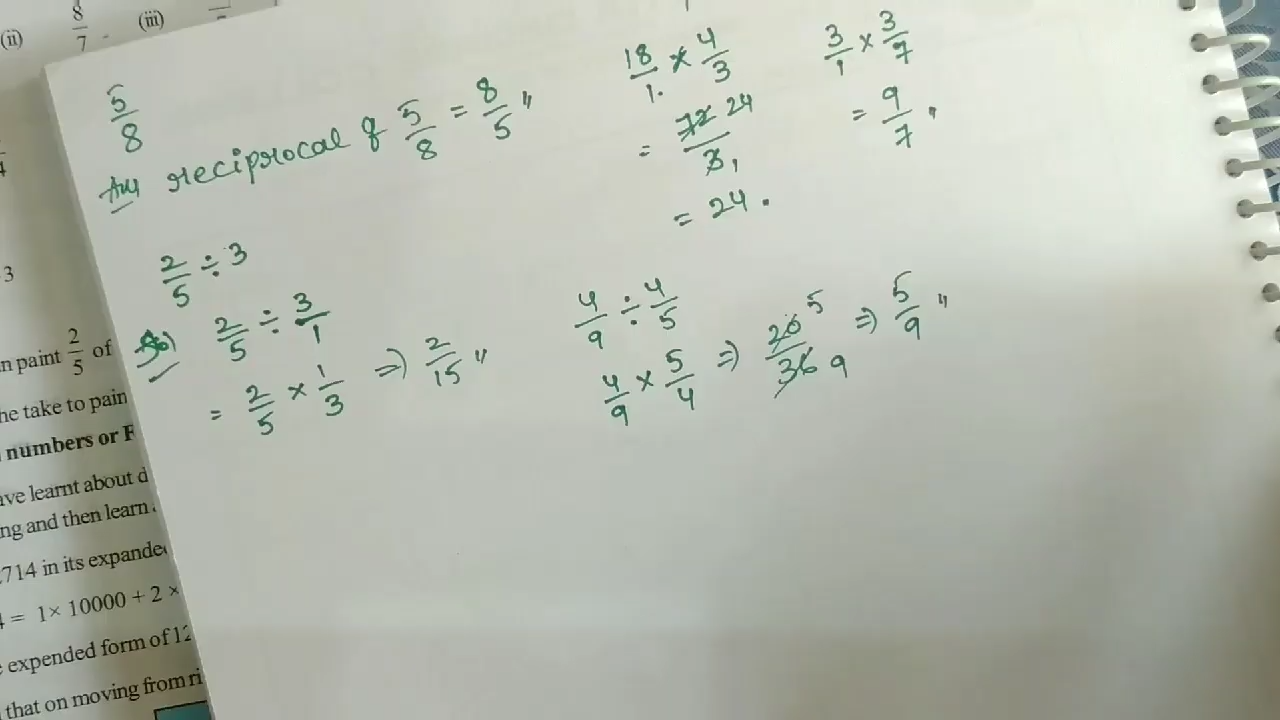 (ii) 8/7 (iii)
3
n paint 2/5 of
he take to pain
numbers or F
ave learnt about d
ng and then learn
714 in its expande
4 = 1× 10000 + 2 ×
expended form of 12
that on moving from ri
5/8
Ans reciprocal of 5/8 = 8/5 "
18/1 × 4/3
= 72/3 24 1
= 24.
3/1 × 3/7
= 9/7
2/5 ÷ 3
2/5 ÷ 3/1
= 2/5 × 1/3 => 2/15 "
4/9 ÷ 4/5
4/9 × 5/4 => 20/36 5 9 => 5/9 "